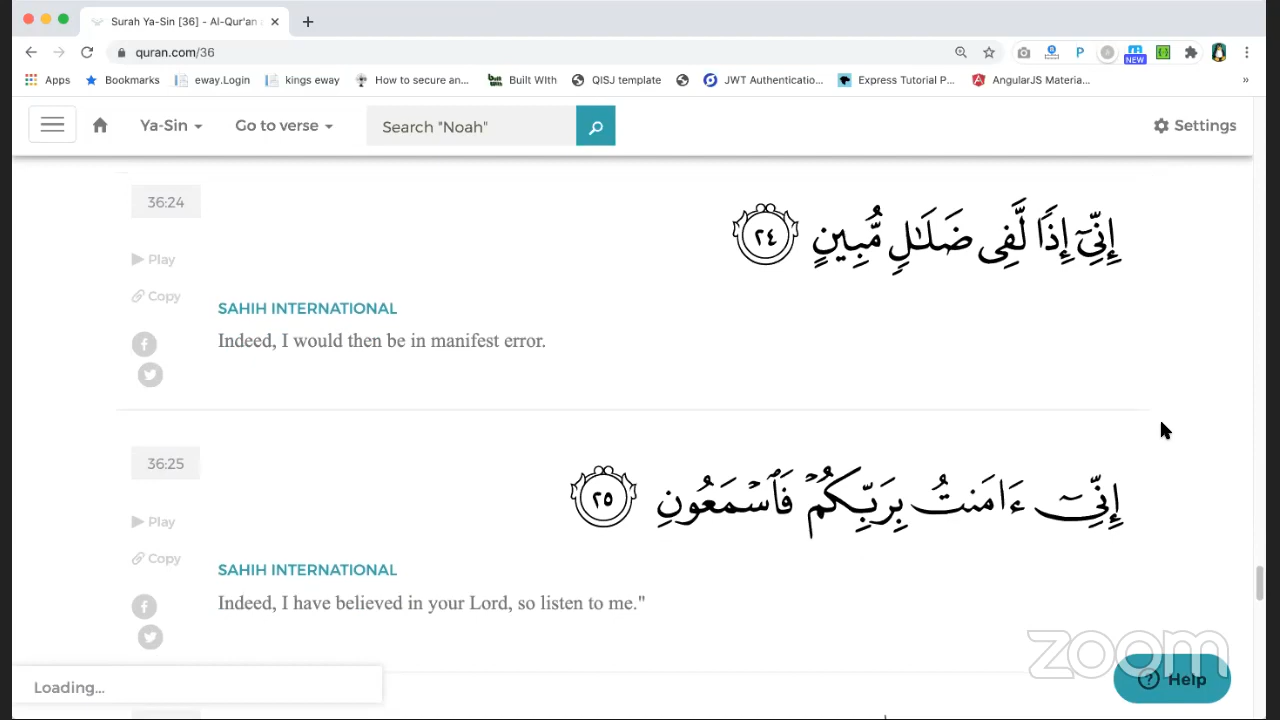 Surah Ya-Sin [36] - Al-Qur'an
quran.com/36
NEW
Apps Bookmarks eway.Login kings eway How to secure an... Built With QISJ template JWT Authenticatio... Express Tutorial P... AngularJS Materia... »
Ya-Sin Go to verse Search "Noah" Settings
36:24
إِنِّىٓ إِذًا لَّفِى ضَلَـٰلٍ مُّبِينٍ ٢٤
Play
Copy
SAHIH INTERNATIONAL
Indeed, I would then be in manifest error.
36:25
إِنِّىٓ ءَامَنتُ بِرَبِّكُمْ فَٱسْمَعُونِ ٢٥
Play
Copy
SAHIH INTERNATIONAL
Indeed, I have believed in your Lord, so listen to me."
zoom
Loading...
Help